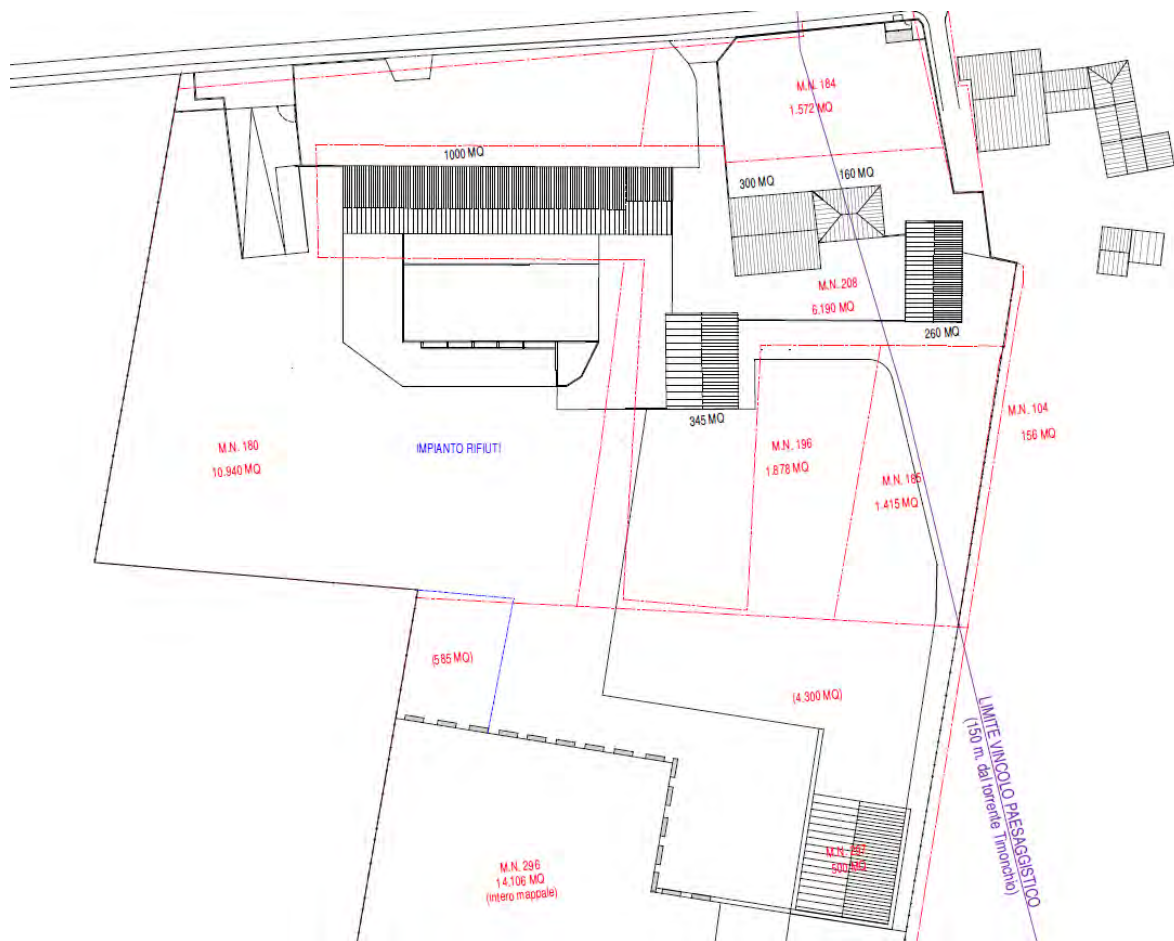 M.N. 184
1.572 MQ
1000 MQ
300 MQ
160 MQ
M.N. 208
6.190 MQ
260 MQ
345 MQ
M.N. 104
156 MQ
M.N. 180
10.940 MQ
IMPIANTO RIFIUTI
M.N. 196
1.878 MQ
M.N. 185
1.415 MQ
(585 MQ)
(4.300 MQ)
LIMITE VINCOLO PAESAGGISTICO
(150 m. dal torrente Timonchio)
M.N. 297
500 MQ
M.N. 296
14.106 MQ
(intero mappale)